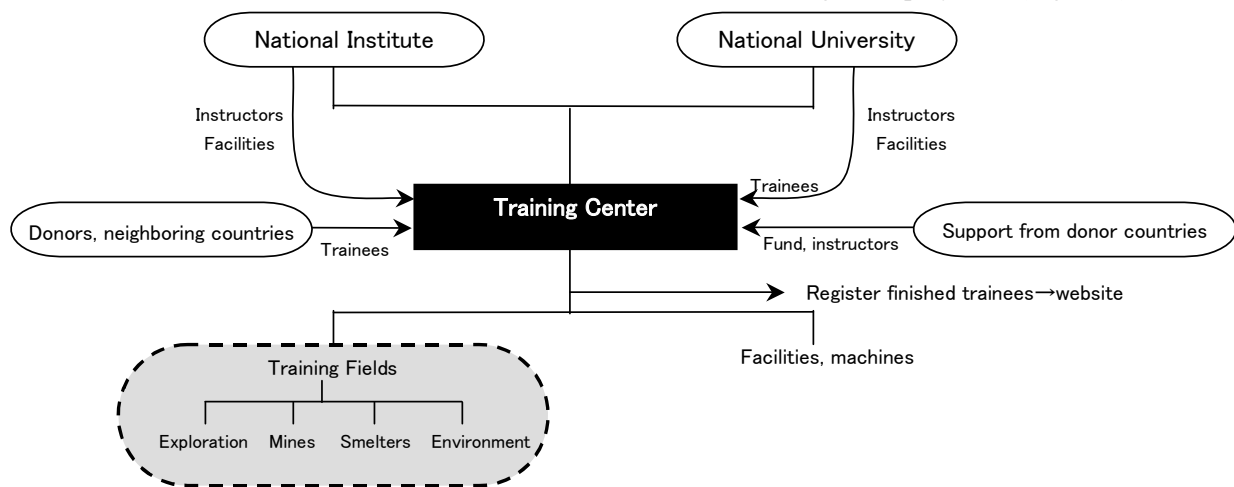 National Institute
National University
Instructors
Facilities
Instructors
Facilities
Trainees
Training Center
Donors, neighboring countries
Trainees
Fund, instructors
Support from donor countries
Register finished trainees→website
Facilities, machines
Training Fields
Exploration Mines Smelters Environment